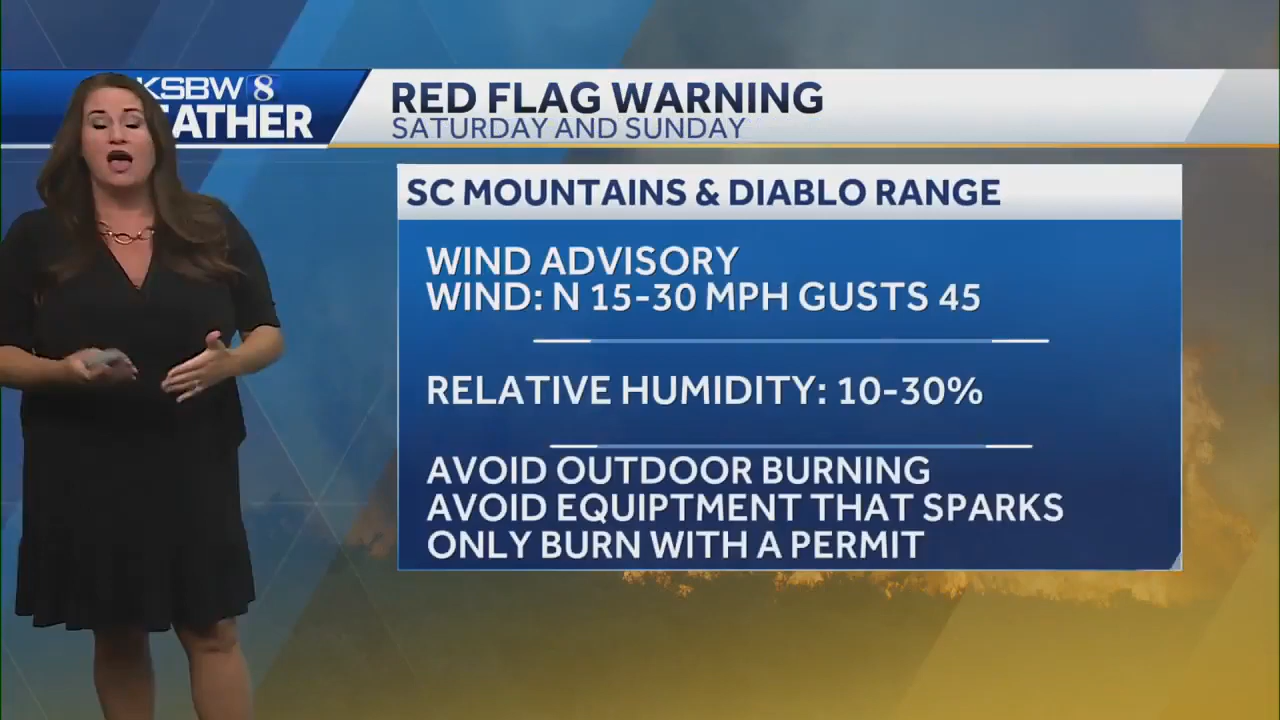 KSBW 8
EATHER
RED FLAG WARNING
SATURDAY AND SUNDAY
SC MOUNTAINS & DIABLO RANGE
WIND ADVISORY
WIND: N 15-30 MPH GUSTS 45
RELATIVE HUMIDITY: 10-30%
AVOID OUTDOOR BURNING
AVOID EQUIPTMENT THAT SPARKS
ONLY BURN WITH A PERMIT